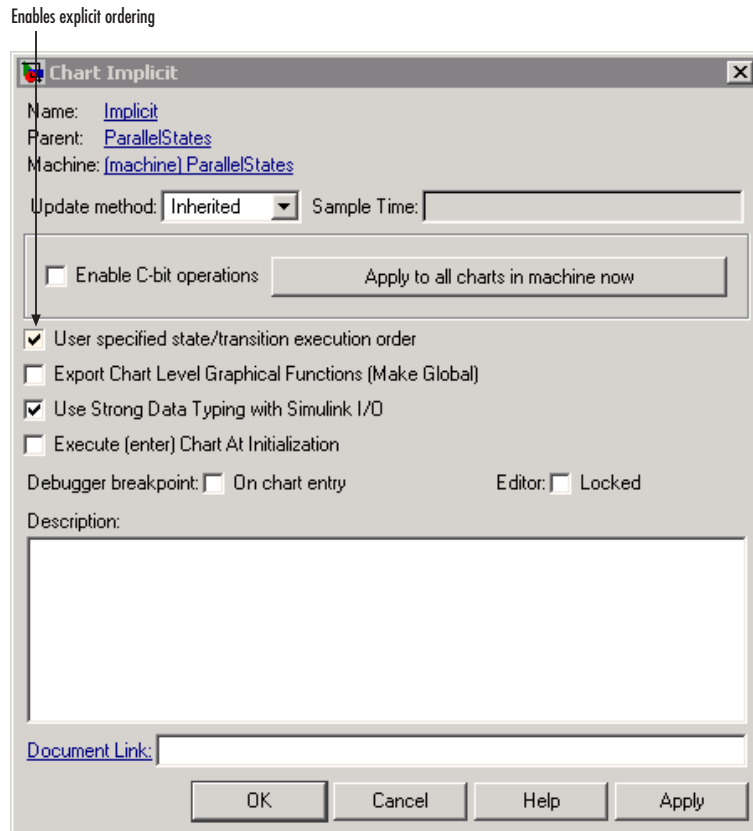 Enables explicit ordering
Chart Implicit
Name: Implicit
Parent: ParallelStates
Machine: (machine) ParallelStates
Update method: Inherited Sample Time:
Enable C-bit operations Apply to all charts in machine now
User specified state/transition execution order
Export Chart Level Graphical Functions (Make Global)
Use Strong Data Typing with Simulink I/O
Execute (enter) Chart At Initialization
Debugger breakpoint: On chart entry Editor: Locked
Description:
Document Link:
OK Cancel Help Apply